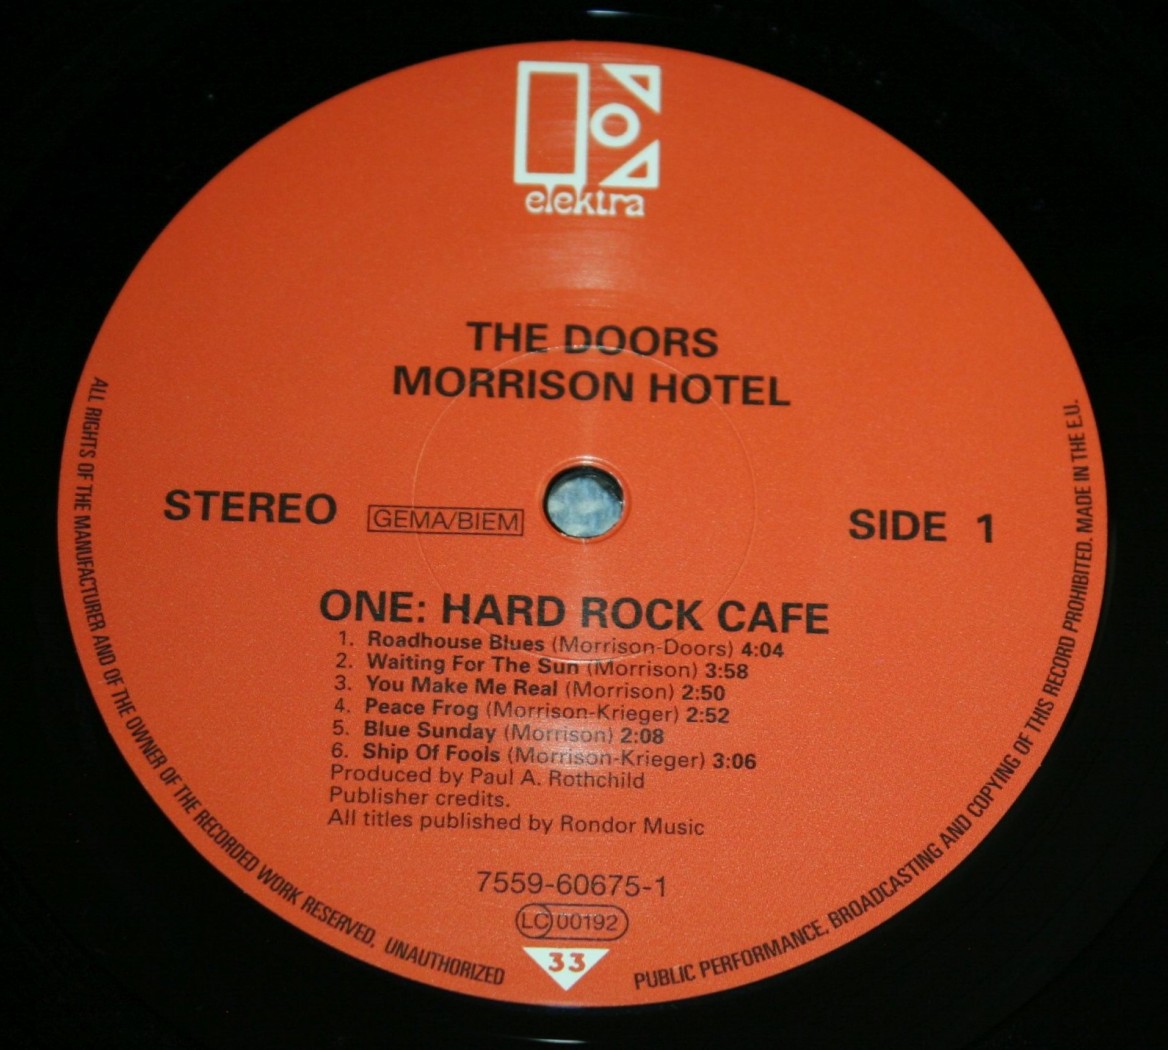 elektra
THE DOORS
MORRISON HOTEL
STEREO
GEMA/BIEM
SIDE 1
ONE: HARD ROCK CAFE
1. Roadhouse Blues (Morrison-Doors) 4:04
2. Waiting For The Sun (Morrison) 3:58
3. You Make Me Real (Morrison) 2:50
4. Peace Frog (Morrison-Krieger) 2:52
5. Blue Sunday (Morrison) 2:08
6. Ship Of Fools (Morrison-Krieger) 3:06
Produced by Paul A. Rothchild
Publisher credits.
All titles published by Rondor Music
7559-60675-1
LC 00192
33
ALL RIGHTS OF THE MANUFACTURER AND OF THE OWNER OF THE RECORDED WORK RESERVED. UNAUTHORIZED PUBLIC PERFORMANCE, BROADCASTING AND COPYING OF THIS RECORD PROHIBITED. MADE IN THE E.U.